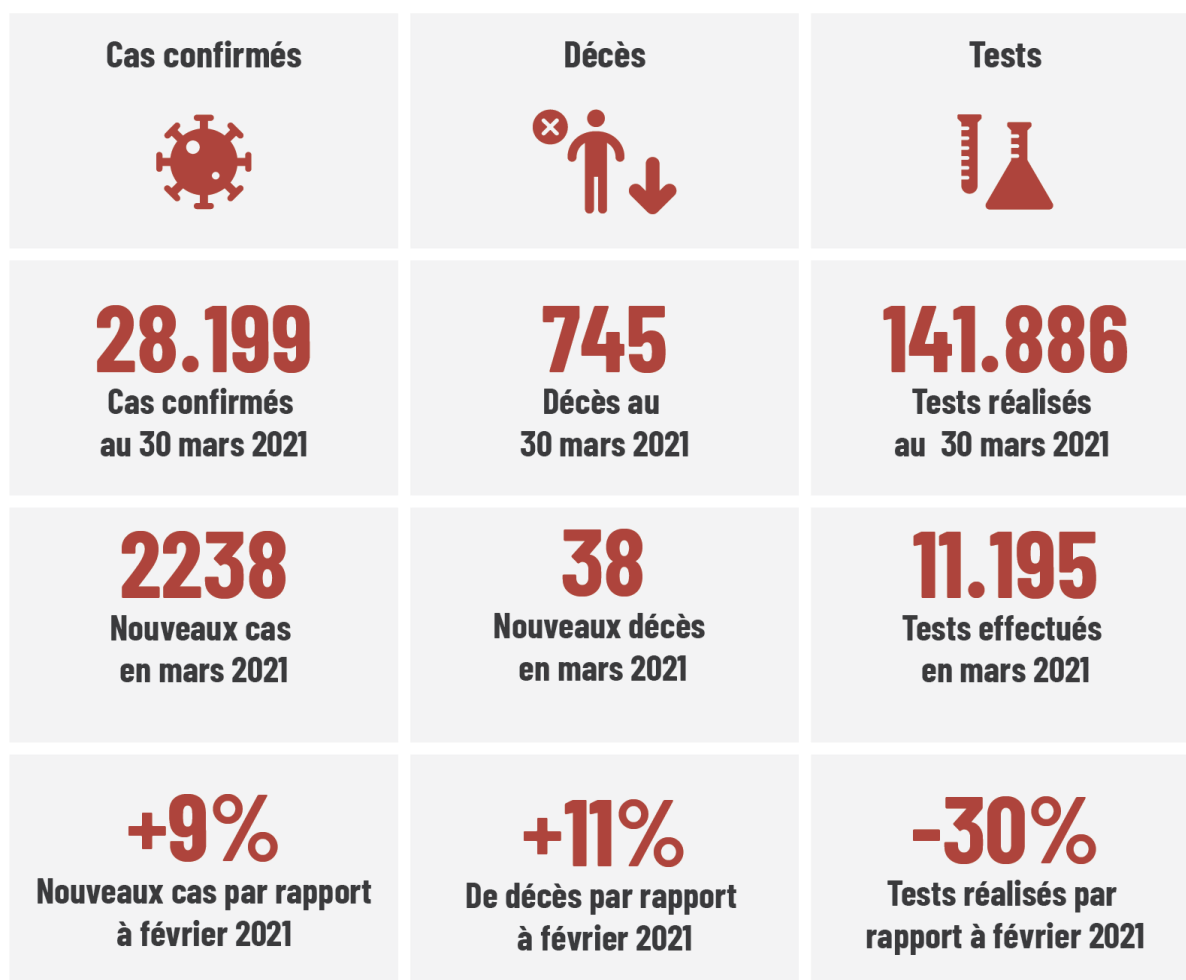 Cas confirmés
Décès
Tests
28.199
Cas confirmés
au 30 mars 2021
745
Décès au
30 mars 2021
141.886
Tests réalisés
au  30 mars 2021
2238
Nouveaux cas
en mars 2021
38
Nouveaux décès
en mars 2021
11.195
Tests effectués
en mars 2021
+9%
Nouveaux cas par rapport
à février 2021
+11%
De décès par rapport
à février 2021
-30%
Tests réalisés par
rapport à février 2021